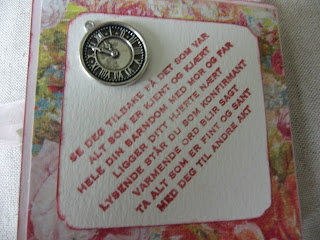 SE DEG TILBAKE PÅ DET SOM VAR
ALT SOM ER KJENT OG KJÆRT
HELE DIN BARNDOM MED MOR OG FAR
LIGGER DITT HJERTE NÆRT
LYSENDE STÅR DU SOM KONFIRMANT
VARMENDE ORD BLIR SAGT
TA ALT SOM ER FINT OG SANT
MED DEG TIL ANDRE AKT